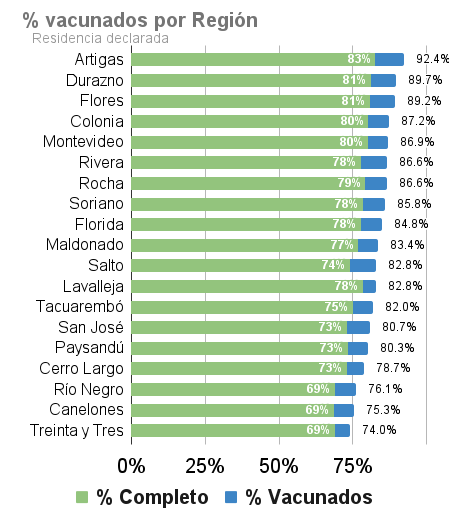 % vacunados por Región
Residencia declarada
Artigas 83% 92.4%
Durazno 81% 89.7%
Flores 81% 89.2%
Colonia 80% 87.2%
Montevideo 80% 86.9%
Rivera 78% 86.6%
Rocha 79% 86.6%
Soriano 78% 85.8%
Florida 78% 84.8%
Maldonado 77% 83.4%
Salto 74% 82.8%
Lavalleja 78% 82.8%
Tacuarembó 75% 82.0%
San José 73% 80.7%
Paysandú 73% 80.3%
Cerro Largo 73% 78.7%
Río Negro 69% 76.1%
Canelones 69% 75.3%
Treinta y Tres 69% 74.0%
0% 25% 50% 75%
% Completo % Vacunados